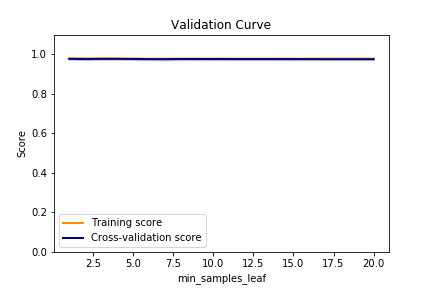 Validation Curve
1.0
0.8
0.6
0.4
0.2
0.0
Score
Training score
Cross-validation score
2.5 5.0 7.5 10.0 12.5 15.0 17.5 20.0
min_samples_leaf